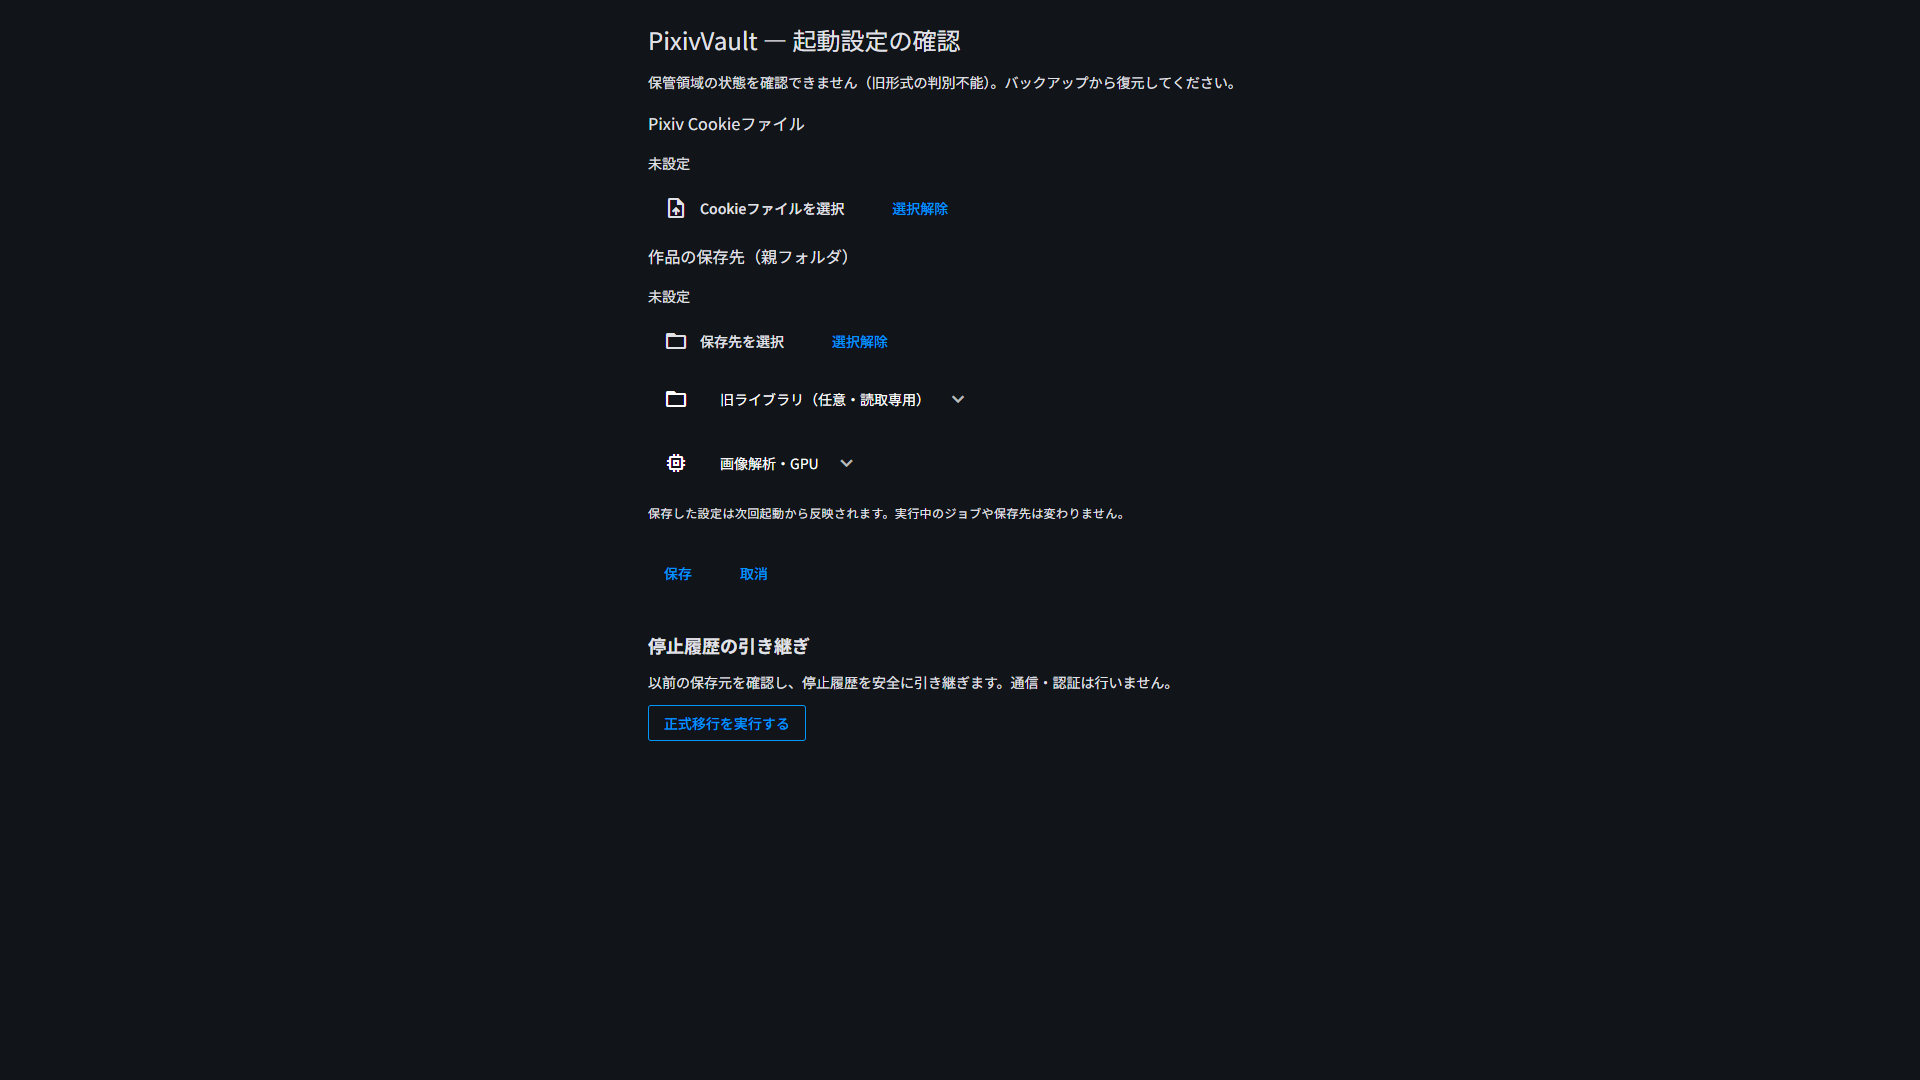 PixivVault — 起動設定の確認
保管領域の状態を確認できません（旧形式の判別不能）。バックアップから復元してください。
Pixiv Cookieファイル
未設定
Cookieファイルを選択 選択解除
作品の保存先（親フォルダ）
未設定
保存先を選択 選択解除
旧ライブラリ（任意・読取専用）
画像解析・GPU
保存した設定は次回起動から反映されます。実行中のジョブや保存先は変わりません。
保存 取消
停止履歴の引き継ぎ
以前の保存元を確認し、停止履歴を安全に引き継ぎます。通信・認証は行いません。
正式移行を実行する